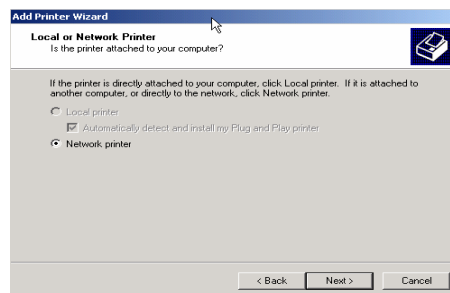 Add Printer Wizard
Local or Network Printer
Is the printer attached to your computer?
If the printer is directly attached to your computer, click Local printer. If it is attached to
another computer, or directly to the network, click Network printer.
Local printer
Automatically detect and install my Plug and Play printer
Network printer
< Back
Next >
Cancel